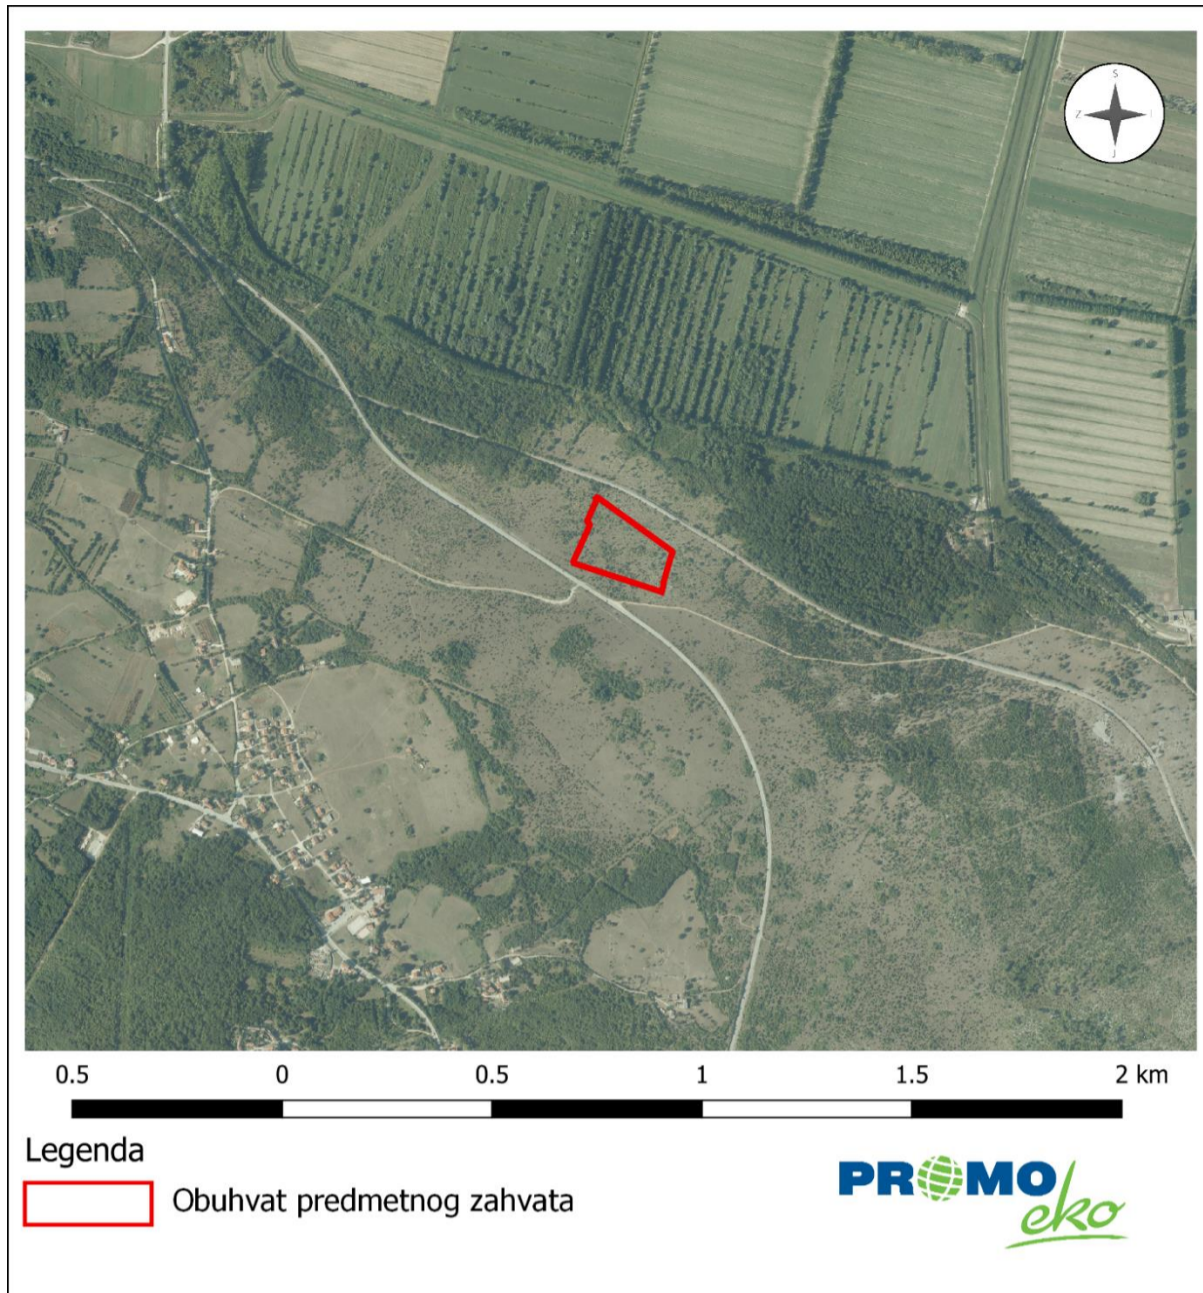 S
Z I
J
0.5 0 0.5 1 1.5 2 km
Legenda
Obuhvat predmetnog zahvata
PROMO
eko